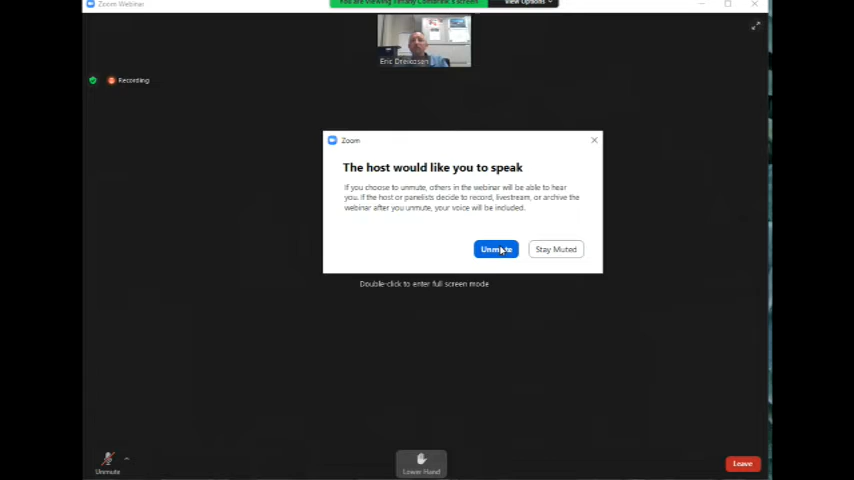 Zoom Webinar
You are viewing Tiffany Combrink's screen
View Options
Eric Dreikosen
Recording
Zoom
The host would like you to speak
If you choose to unmute, others in the webinar will be able to hear
you. If the host or panelists decide to record, livestream, or archive the
webinar after you unmute, your voice will be included.
Unmute
Stay Muted
Double-click to enter full screen mode
Unmute
Lower Hand
Leave